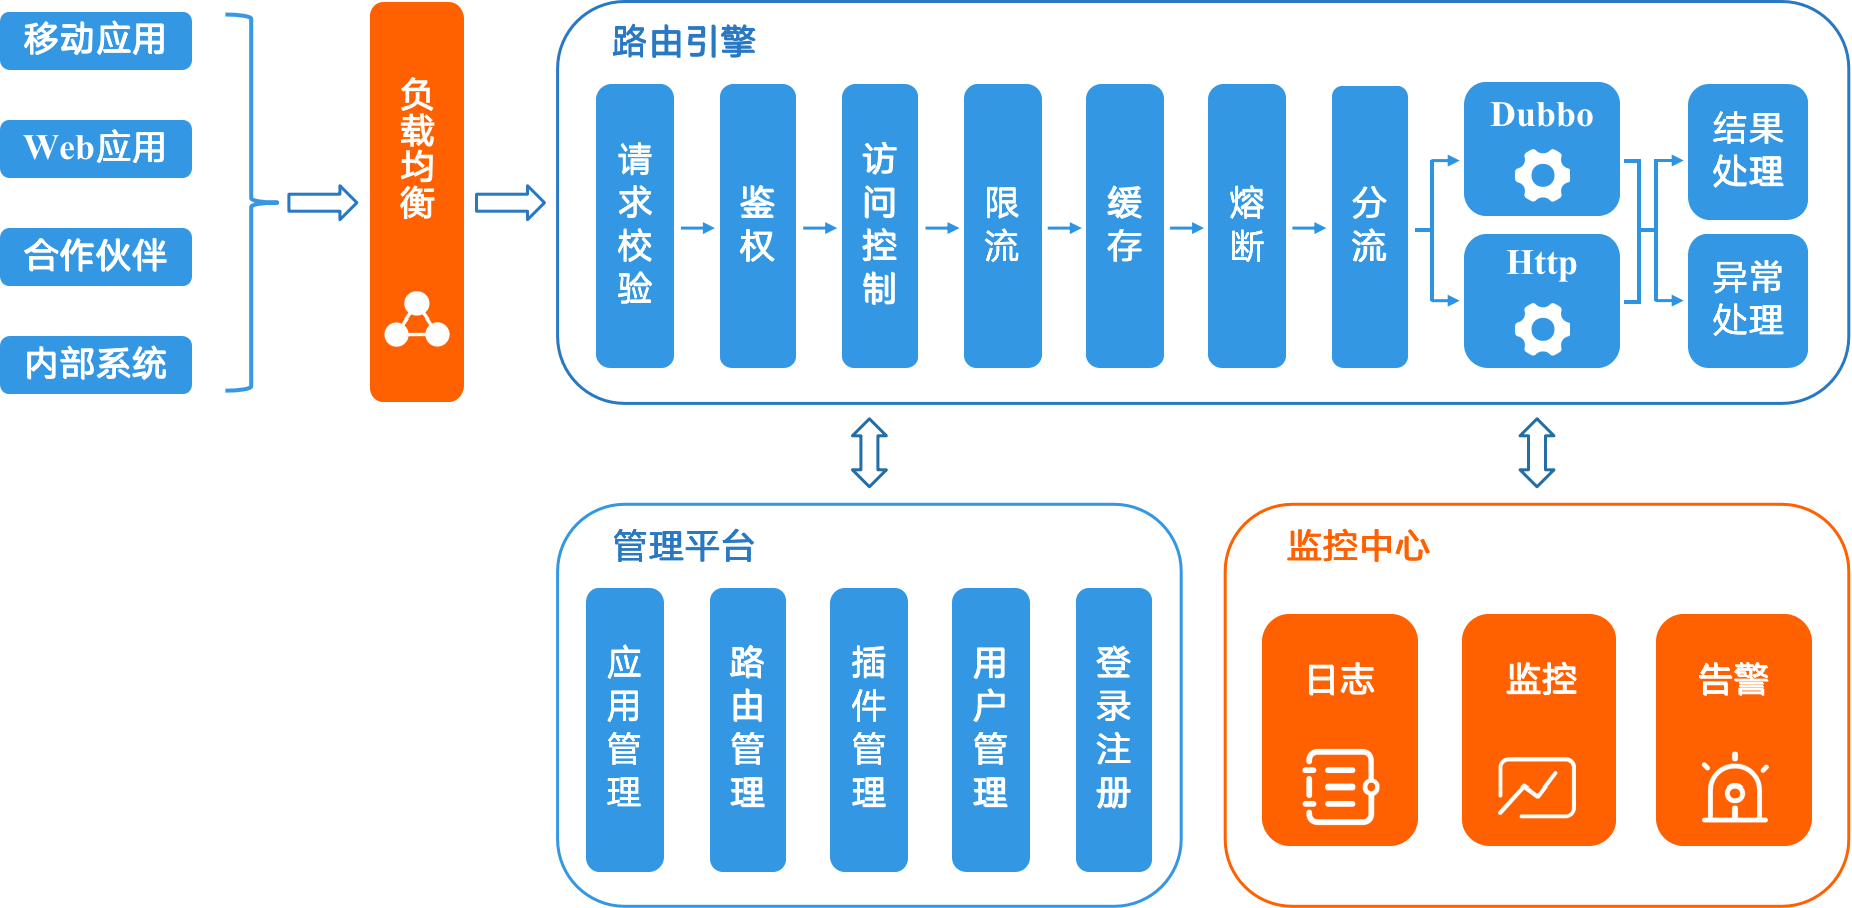 移动应用
Web应用
合作伙伴
内部系统
负载均衡
路由引擎
请求校验
鉴权
访问控制
限流
缓存
熔断
分流
Dubbo
Http
结果
处理
异常
处理
管理平台
应用管理
路由管理
插件管理
用户管理
登录注册
监控中心
日志
监控
告警